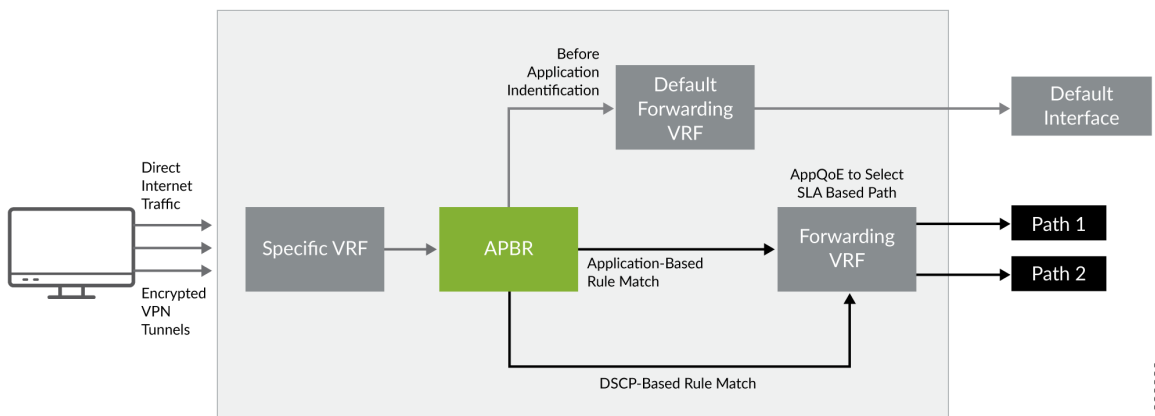 Before
Application
Indentification
Default
Forwarding
VRF
Default
Interface
Direct
Internet
Traffic
AppQoE to Select
SLA Based Path
Specific VRF
APBR
Application-Based
Rule Match
Forwarding
VRF
Path 1
Path 2
Encrypted
VPN
Tunnels
DSCP-Based Rule Match